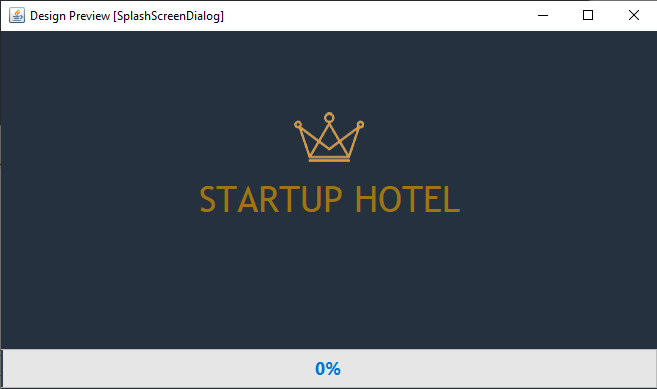 Design Preview [SplashScreenDialog]
STARTUP HOTEL
0%